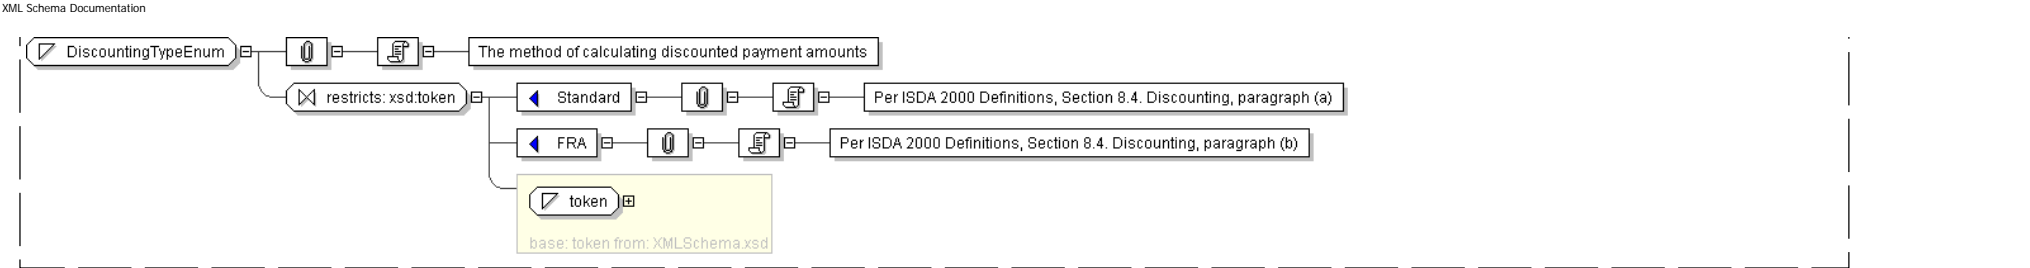 XML Schema Documentation
DiscountingTypeEnum
The method of calculating discounted payment amounts
restricts: xsd:token
Standard
Per ISDA 2000 Definitions, Section 8.4. Discounting, paragraph (a)
FRA
Per ISDA 2000 Definitions, Section 8.4. Discounting, paragraph (b)
token
base: token from: XMLSchema.xsd